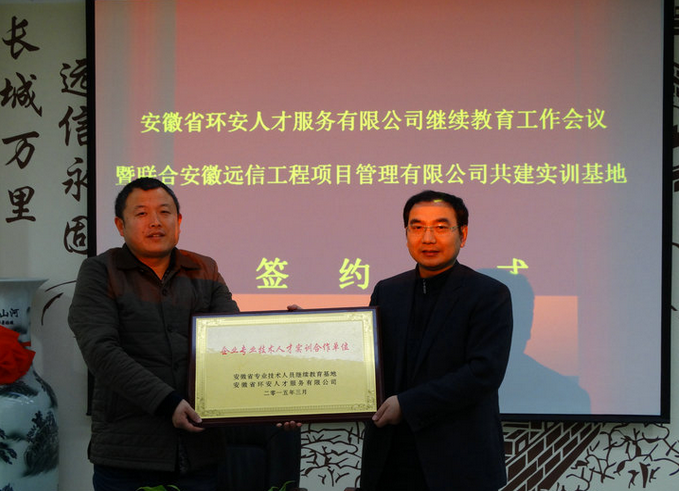 长城万里
远信永固
安徽省环安人才服务有限公司继续教育工作会议
暨联合安徽远信工程项目管理有限公司共建实训基地
签约 式
山河
企业专业技术人才实训合作单位
安徽省专业技术人员继续教育基地
安徽省环安人才服务有限公司
二〇一五年三月